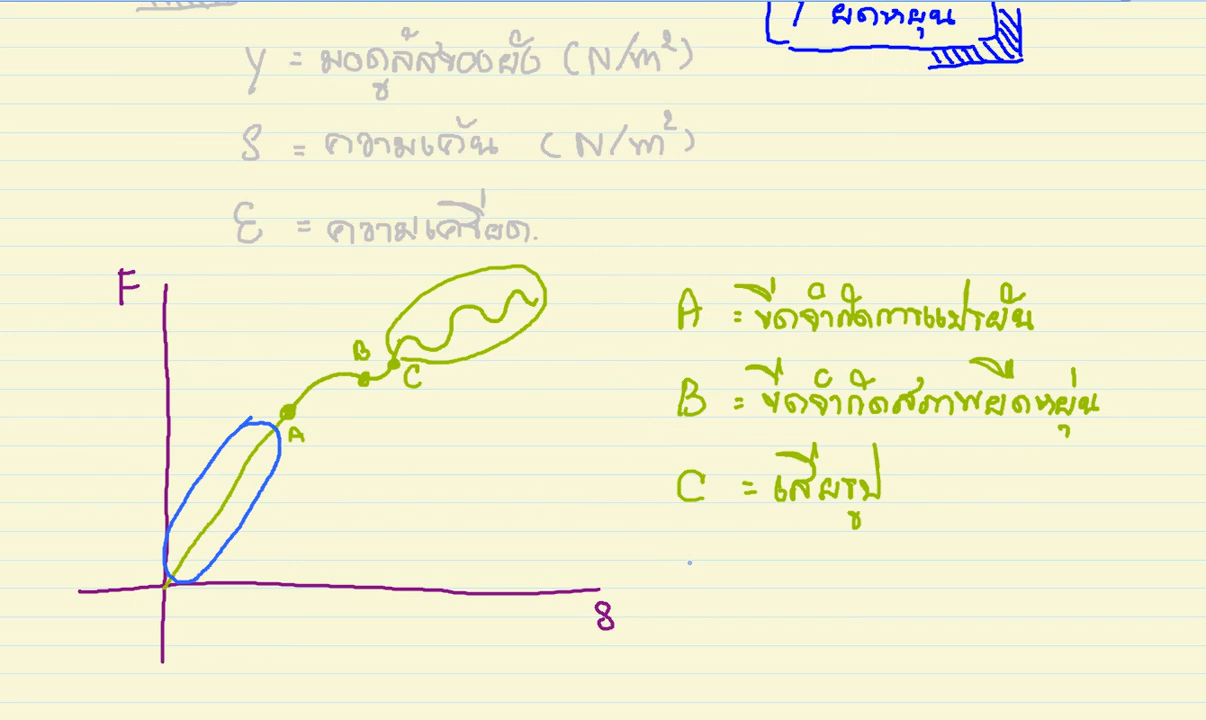 ยืดหยุ่น
Y = มอดูลัสของยัง (N/m²)
S = ความเค้น (N/m²)
ε = ความเครียด.
F
A = ขีดจำกัดการแปรผัน
B
C
B = ขีดจำกัดสภาพยืดหยุ่น
A
C = เสียรูป
S